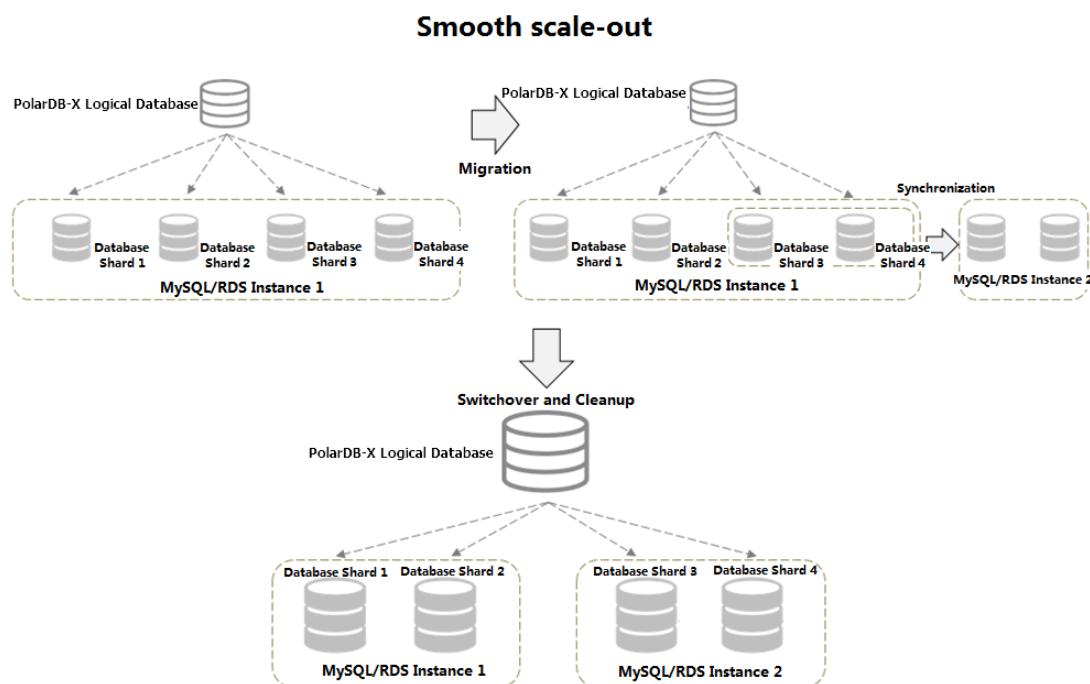 Smooth scale-out
PolarDB-X Logical Database
Database
Shard 1
Database
Shard 2
Database
Shard 3
Database
Shard 4
MySQL/RDS Instance 1
Migration
PolarDB-X Logical Database
Synchronization
Database
Shard 1
Database
Shard 2
Database
Shard 3
Database
Shard 4
MySQL/RDS Instance 1
MySQL/RDS Instance 2
Switchover and Cleanup
PolarDB-X Logical Database
Database Shard 1
Database Shard 2
MySQL/RDS Instance 1
Database Shard 3
Database Shard 4
MySQL/RDS Instance 2